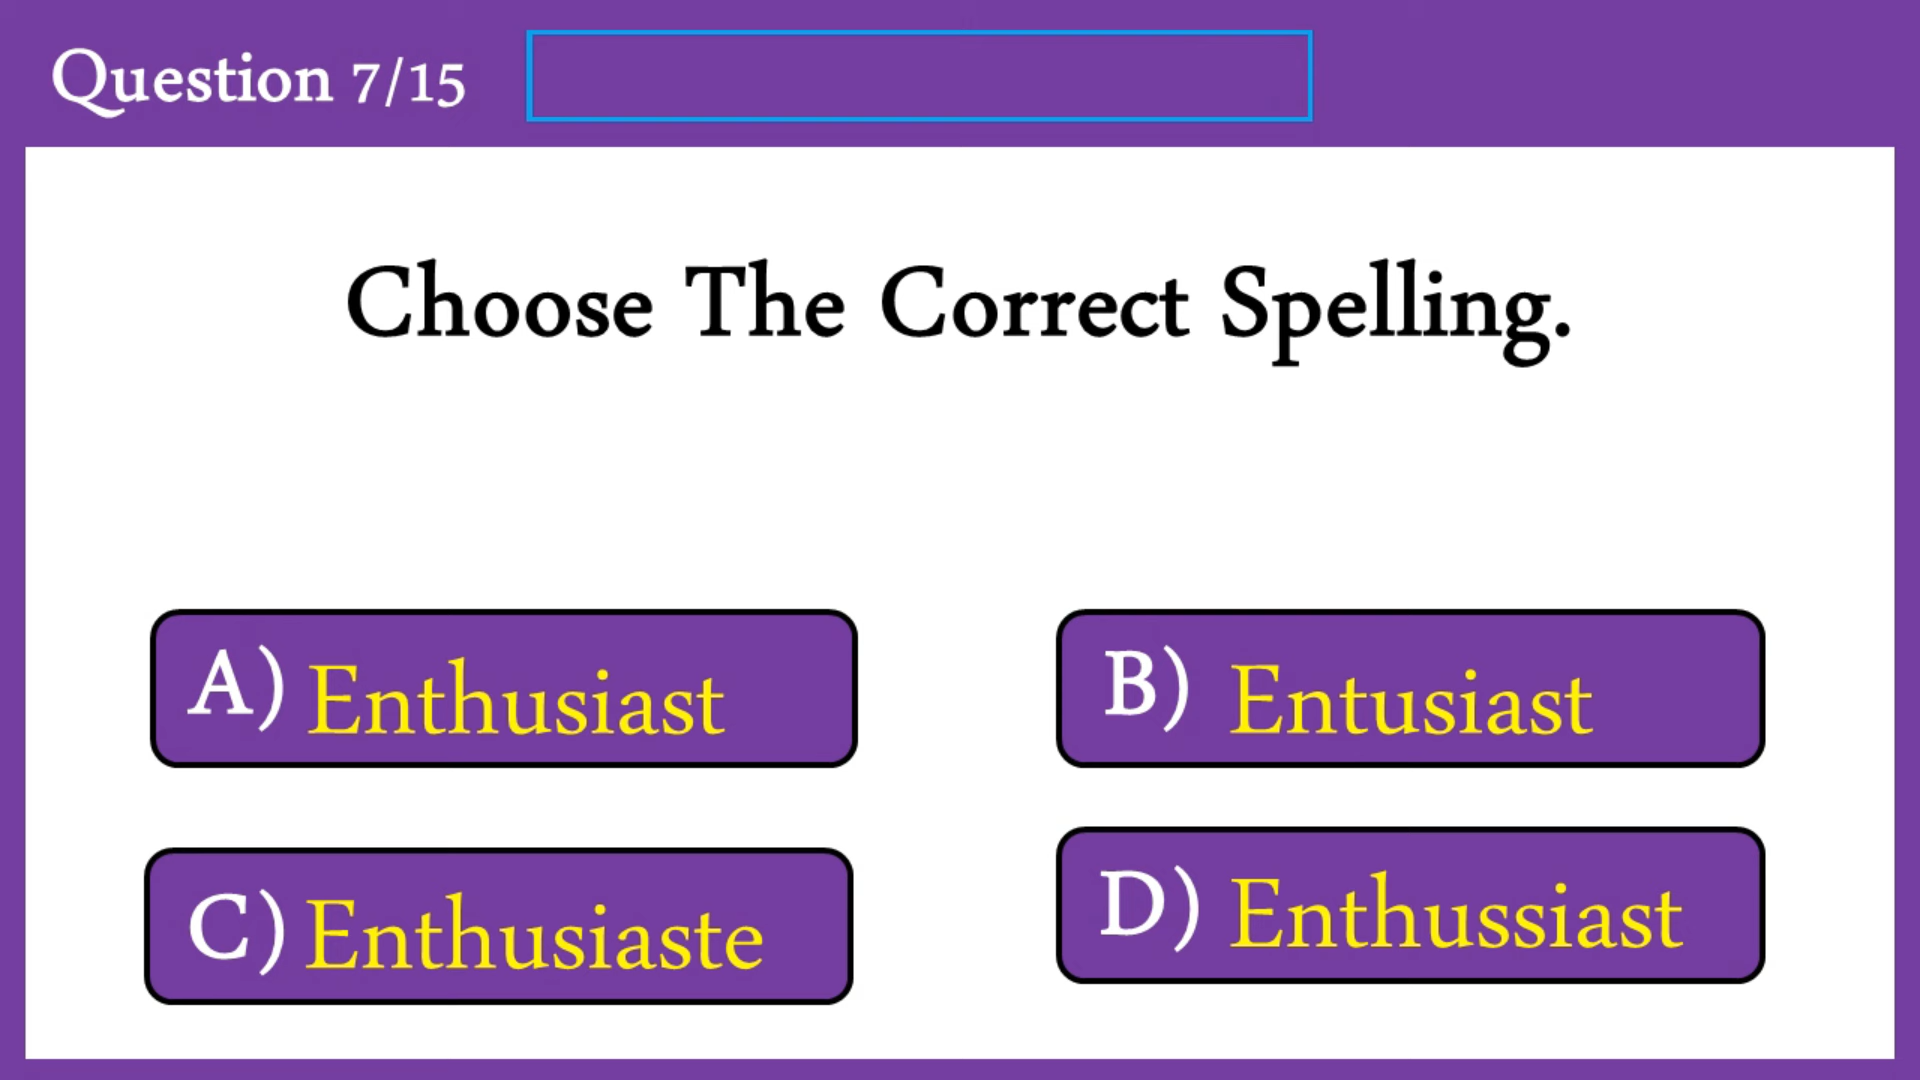 Question 7/15
Choose The Correct Spelling.
A) Enthusiast
B) Entusiast
C) Enthusiaste
D) Enthussiast